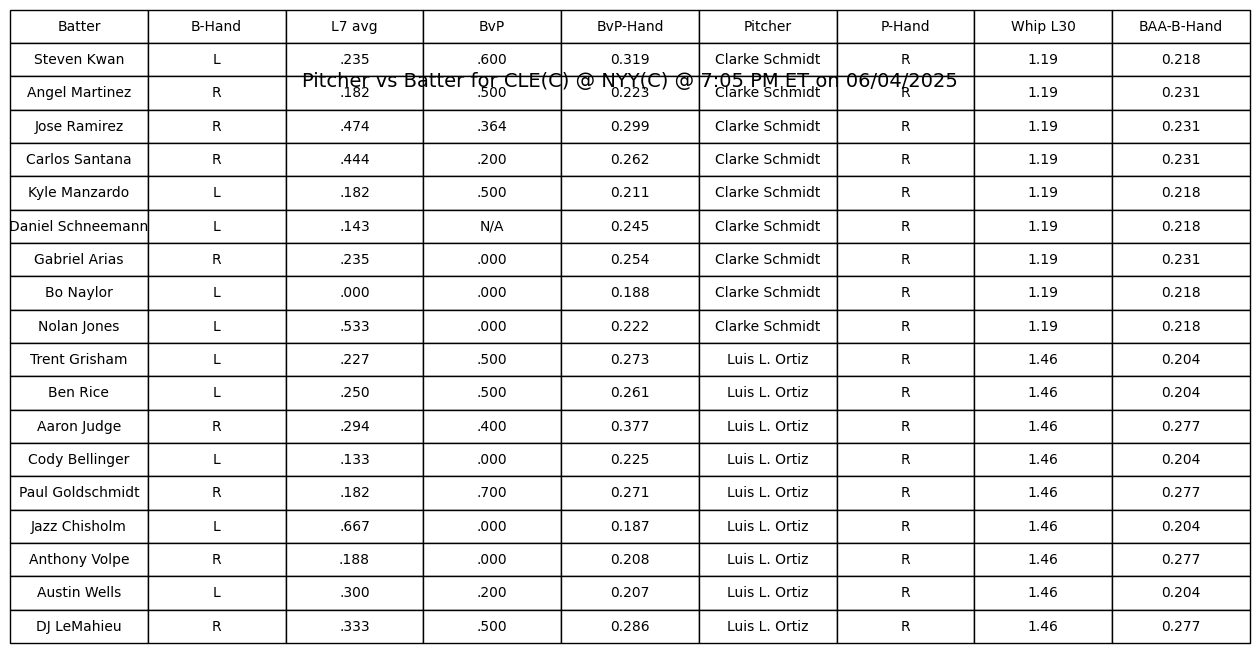 Batter B-Hand L7 avg BvP BvP-Hand Pitcher P-Hand Whip L30 BAA-B-Hand
Steven Kwan L .235 .600 0.319 Clarke Schmidt R 1.19 0.218
Pitcher vs Batter for CLE(C) @ NYY(C) @ 7:05 PM ET on 06/04/2025
Angel Martinez R .182 .500 0.223 Clarke Schmidt R 1.19 0.231
Jose Ramirez R .474 .364 0.299 Clarke Schmidt R 1.19 0.231
Carlos Santana R .444 .200 0.262 Clarke Schmidt R 1.19 0.231
Kyle Manzardo L .182 .500 0.211 Clarke Schmidt R 1.19 0.218
Daniel Schneemann L .143 N/A 0.245 Clarke Schmidt R 1.19 0.218
Gabriel Arias R .235 .000 0.254 Clarke Schmidt R 1.19 0.231
Bo Naylor L .000 .000 0.188 Clarke Schmidt R 1.19 0.218
Nolan Jones L .533 .000 0.222 Clarke Schmidt R 1.19 0.218
Trent Grisham L .227 .500 0.273 Luis L. Ortiz R 1.46 0.204
Ben Rice L .250 .500 0.261 Luis L. Ortiz R 1.46 0.204
Aaron Judge R .294 .400 0.377 Luis L. Ortiz R 1.46 0.277
Cody Bellinger L .133 .000 0.225 Luis L. Ortiz R 1.46 0.204
Paul Goldschmidt R .182 .700 0.271 Luis L. Ortiz R 1.46 0.277
Jazz Chisholm L .667 .000 0.187 Luis L. Ortiz R 1.46 0.204
Anthony Volpe R .188 .000 0.208 Luis L. Ortiz R 1.46 0.277
Austin Wells L .300 .200 0.207 Luis L. Ortiz R 1.46 0.204
DJ LeMahieu R .333 .500 0.286 Luis L. Ortiz R 1.46 0.277